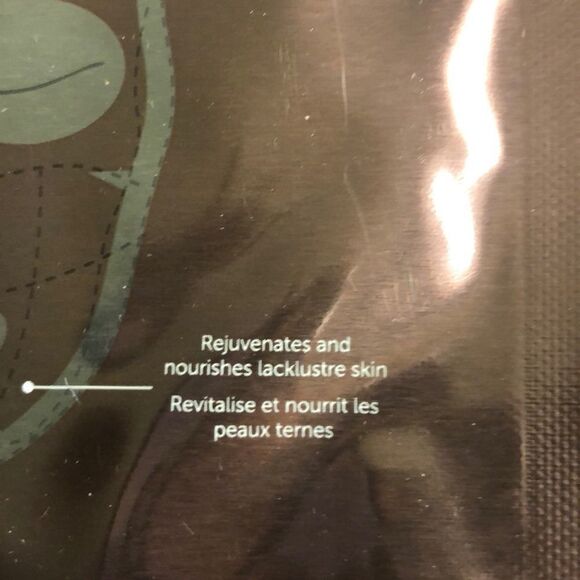 Rejuvenates and
nourishes lacklustre skin
Revitalise et nourrit les
peaux ternes